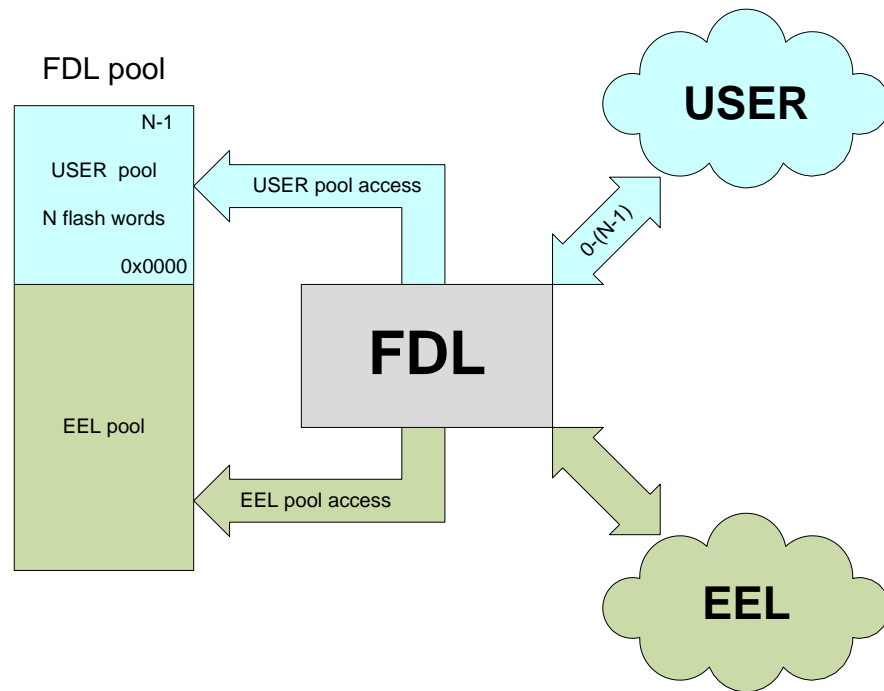 FDL pool
N-1
USER pool
N flash words
0x0000
EEL pool
USER pool access
EEL pool access
FDL
0-(N-1)
USER
EEL